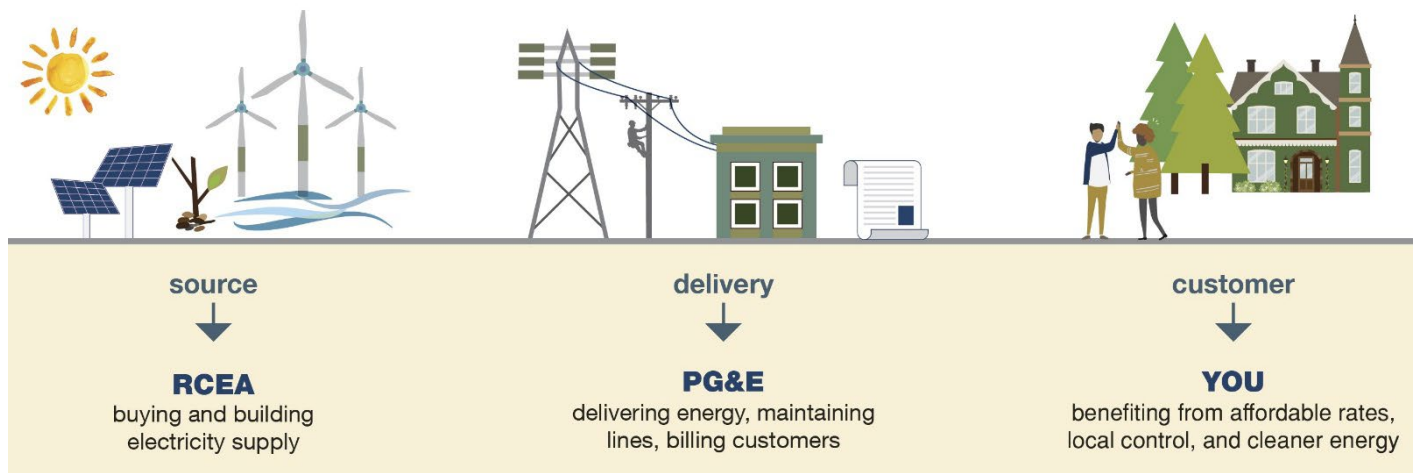 source
RCEA
buying and building
electricity supply
delivery
PG&E
delivering energy, maintaining
lines, billing customers
customer
YOU
benefiting from affordable rates,
local control, and cleaner energy